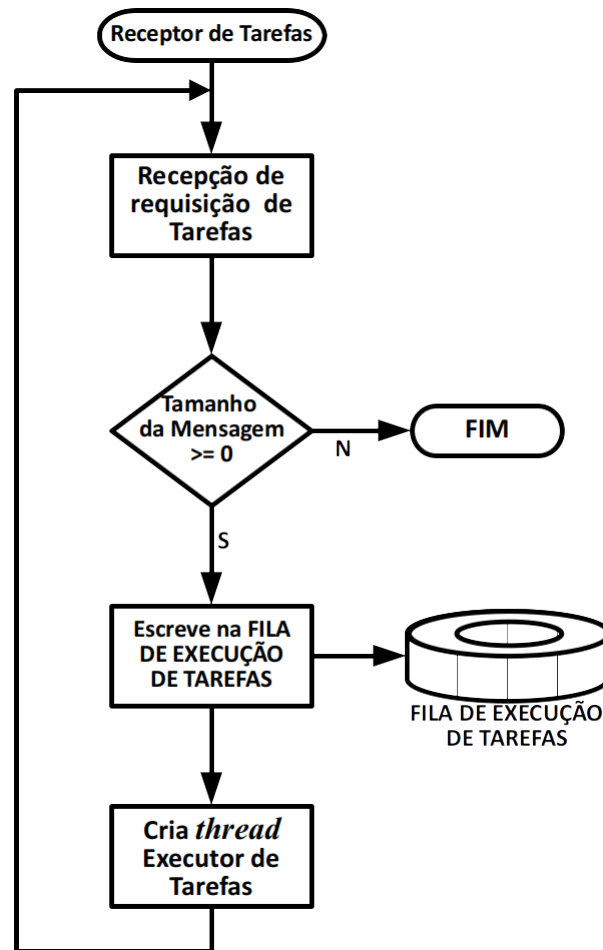 Receptor de Tarefas
Recepção de
requisição de
Tarefas
Tamanho
da Mensagem
>= 0
N
FIM
S
Escreve na FILA
DE EXECUÇÃO
DE TAREFAS
FILA DE EXECUÇÃO
DE TAREFAS
Cria thread
Executor de
Tarefas